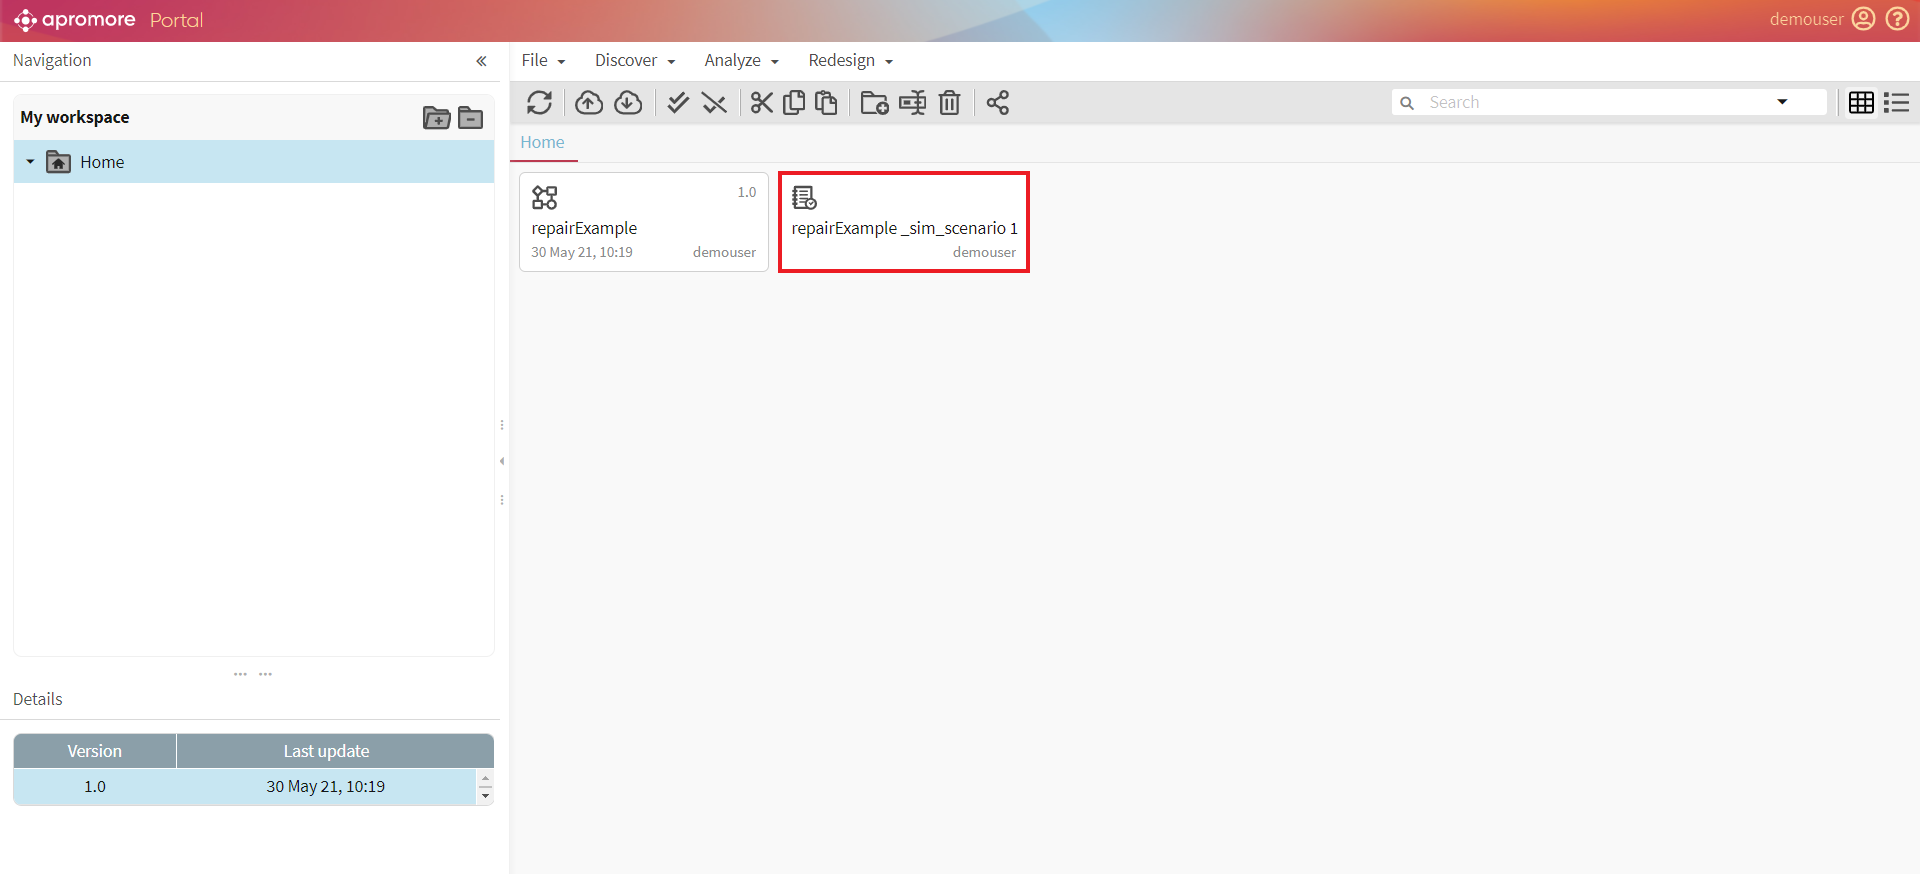 apromore Portal
demouser
Navigation
File
Discover
Analyze
Redesign
My workspace
Search
Home
Home
1.0
repairExample
30 May 21, 10:19
demouser
repairExample _sim_scenario 1
demouser
Details
Version
Last update
1.0
30 May 21, 10:19